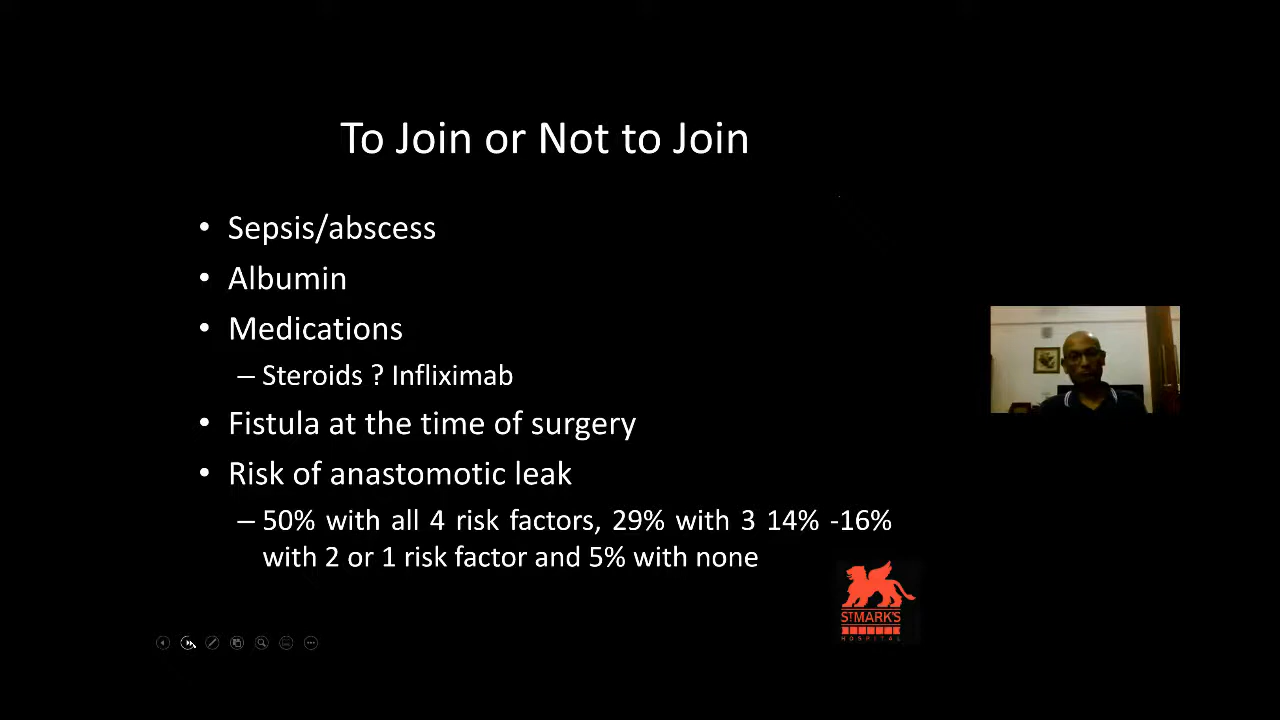 To Join or Not to Join
• Sepsis/abscess
• Albumin
• Medications
– Steroids ? Infliximab
• Fistula at the time of surgery
• Risk of anastomotic leak
– 50% with all 4 risk factors, 29% with 3 14% -16%
with 2 or 1 risk factor and 5% with none
ST MARK'S
HOSPITAL